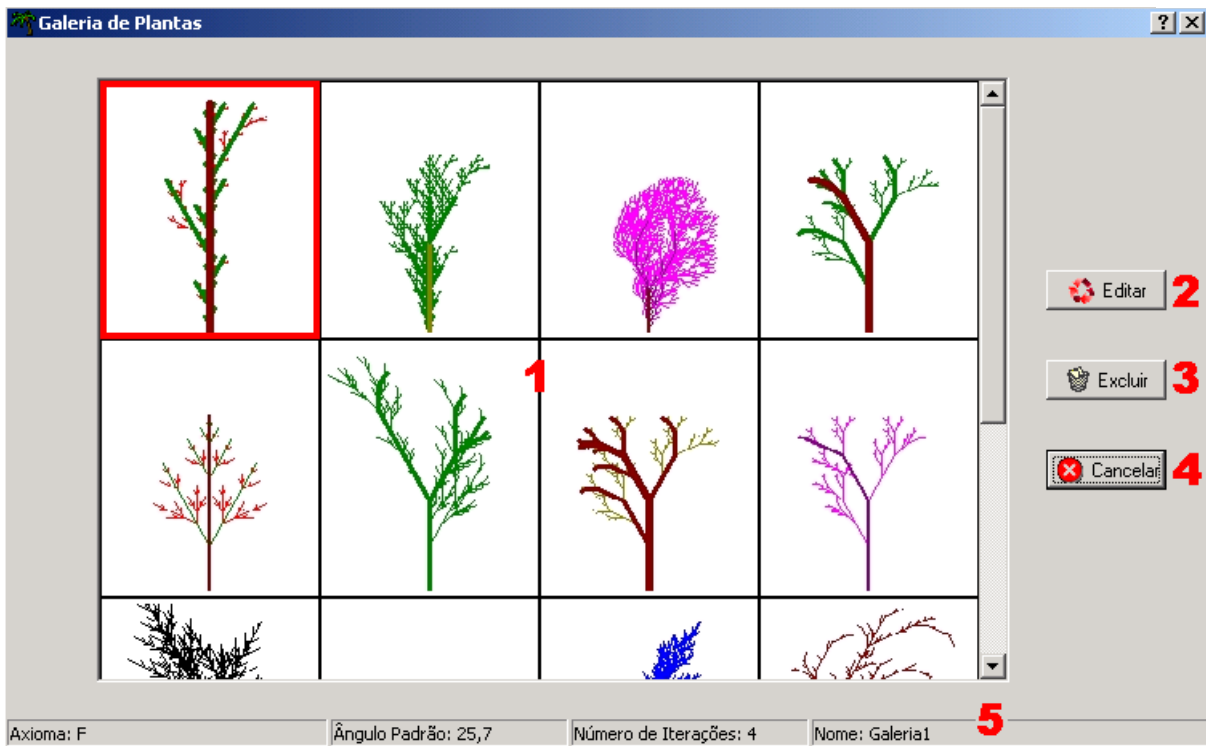 Galeria de Plantas
Editar 2
1
Excluir 3
Cancelar 4
5
Axioma: F Ângulo Padrão: 25,7 Número de Iterações: 4 Nome: Galeria1